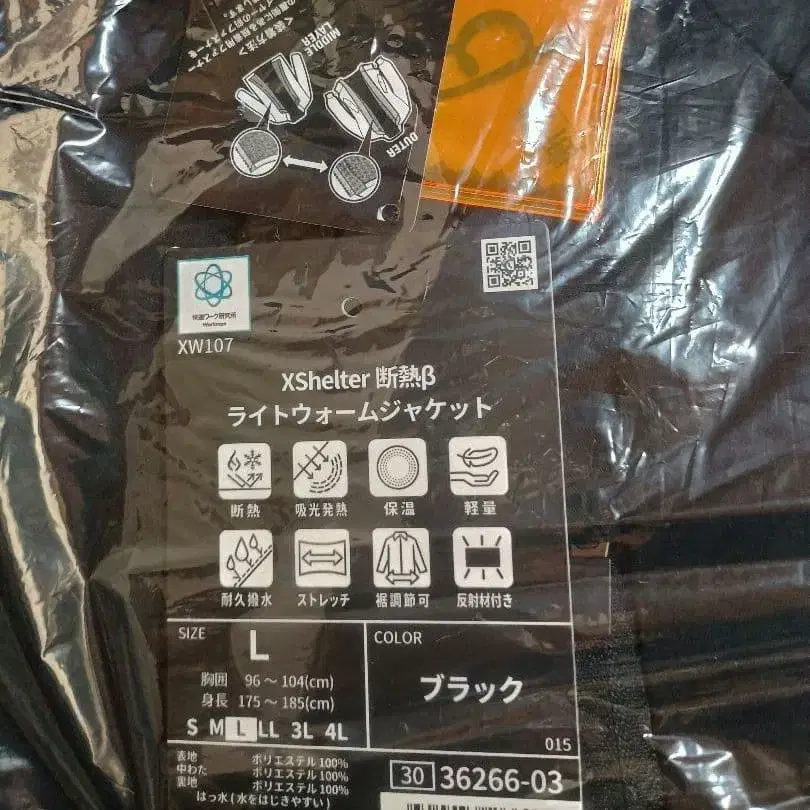 <装着方法>
MIDDLE LAYER
OUTER
快適ワーク研究所
Workman
XW107
XShelter 断熱β
ライトウォームジャケット
断熱 吸光発熱 保温 軽量
耐久撥水 ストレッチ 裾調節可 反射材付き
SIZE
L
胸囲 96～104(cm)
身長 175～185(cm)
S M L LL 3L 4L
COLOR
ブラック
015
表地 ポリエステル100%
中わた ポリエステル100%
裏地 ポリエステル100%
はっ水(水をはじきやすい)
30 36266-03